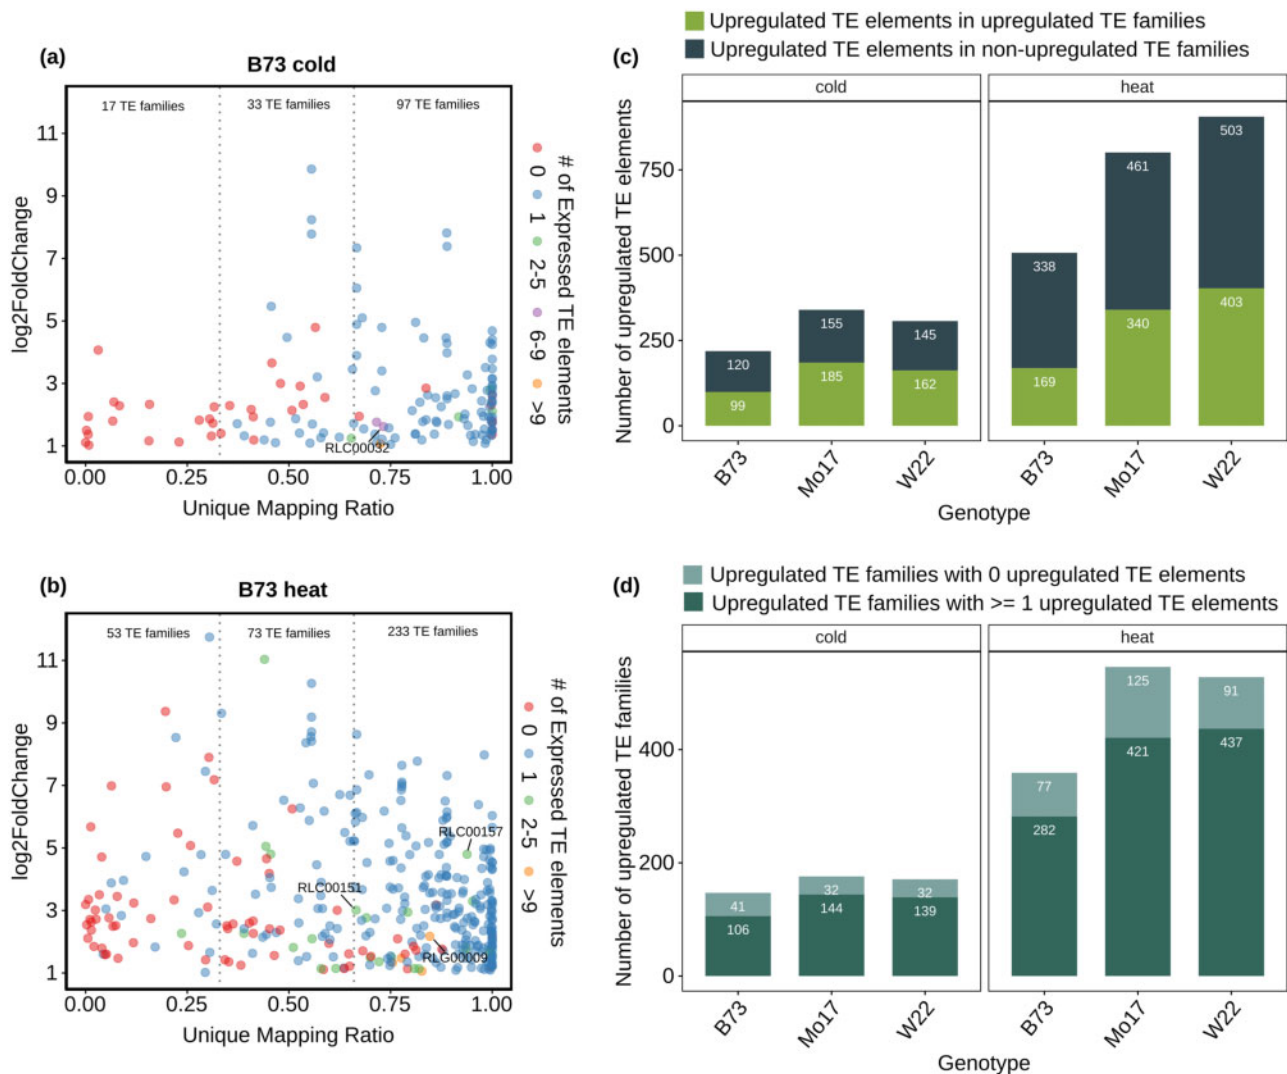 (a)
B73 cold
17 TE families
33 TE families
97 TE families
11
9
7
5
3
1
log2FoldChange
RLC00032
0.00
0.25
0.50
0.75
1.00
Unique Mapping Ratio
# of Expressed TE elements
0
1
2-5
6-9
>9
(b)
B73 heat
53 TE families
73 TE families
233 TE families
11
9
7
5
3
1
log2FoldChange
RLC00157
RLC00151
RLG00009
0.00
0.25
0.50
0.75
1.00
Unique Mapping Ratio
# of Expressed TE elements
0
1
2-5
>9
Upregulated TE elements in upregulated TE families
Upregulated TE elements in non-upregulated TE families
(c)
cold
heat
Number of upregulated TE elements
750
500
250
0
120
99
155
185
145
162
338
169
461
340
503
403
B73
Mo17
W22
B73
Mo17
W22
Genotype
Upregulated TE families with 0 upregulated TE elements
Upregulated TE families with >= 1 upregulated TE elements
(d)
cold
heat
Number of upregulated TE families
400
200
0
41
106
32
144
32
139
77
282
125
421
91
437
B73
Mo17
W22
B73
Mo17
W22
Genotype